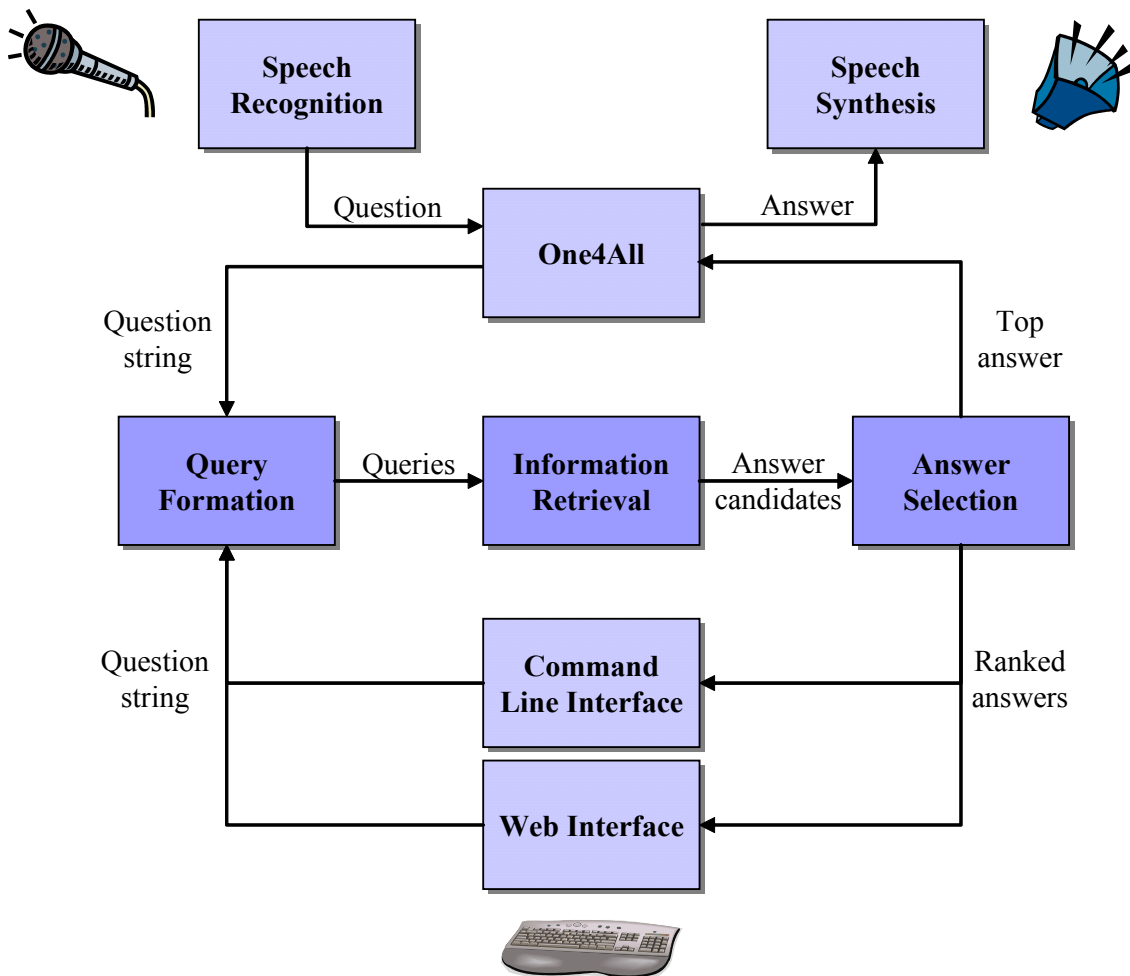 Speech
Recognition
Speech
Synthesis
Question
Answer
One4All
Question
string
Top
answer
Query
Formation
Queries
Information
Retrieval
Answer
candidates
Answer
Selection
Question
string
Command
Line Interface
Ranked
answers
Web Interface